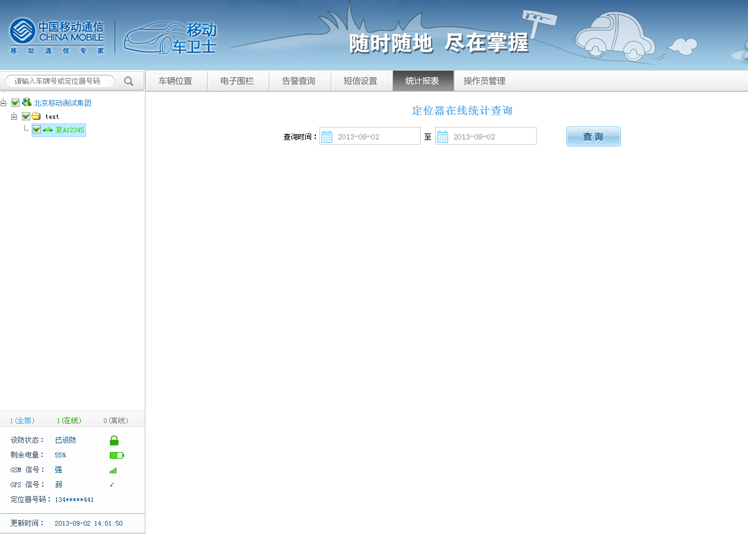 中国移动通信
CHINA MOBILE
移动通信专家
移动
车卫士
随时随地 尽在掌握
请输入车牌号或定位器号码
车辆位置 电子围栏 告警查询 短信设置 统计报表 操作员管理
北京移动测试集团
test
京A12345
定位器在线统计查询
查询时间： 2013-09-02 至 2013-09-02 查 询
1(全部) 1(在线) 0(离线)
设防状态： 已设防
剩余电量： 55%
GSM 信号： 强
GPS 信号： 弱
定位器号码： 134*****441
更新时间： 2013-09-02 14:01:50